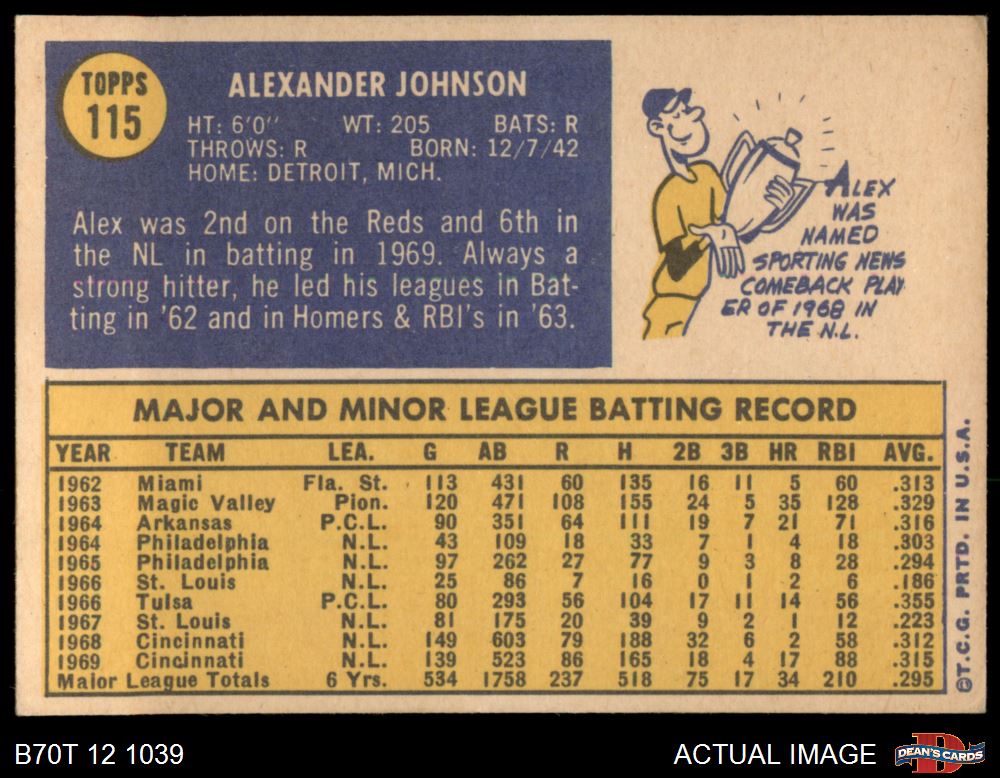 TOPPS
115
ALEXANDER JOHNSON
HT: 6'0" WT: 205 BATS: R
THROWS: R BORN: 12/7/42
HOME: DETROIT, MICH.
Alex was 2nd on the Reds and 6th in
the NL in batting in 1969. Always a
strong hitter, he led his leagues in Bat-
ting in '62 and in Homers & RBI's in '63.
ALEX
WAS
NAMED
SPORTING NEWS
COMEBACK PLAY
ER OF 1968 IN
THE N.L.
MAJOR AND MINOR LEAGUE BATTING RECORD
YEAR TEAM LEA. G AB R H 2B 3B HR RBI AVG.
1962 Miami Fla. St. 113 431 60 135 16 11 5 60 .313
1963 Magic Valley Pion. 120 471 108 155 24 5 35 128 .329
1964 Arkansas P.C.L. 90 351 64 111 19 7 21 71 .316
1964 Philadelphia N.L. 43 109 18 33 7 1 4 18 .303
1965 Philadelphia N.L. 97 262 27 77 9 3 8 28 .294
1966 St. Louis N.L. 25 86 7 16 0 1 2 6 .186
1966 Tulsa P.C.L. 80 293 56 104 17 11 14 56 .355
1967 St. Louis N.L. 81 175 20 39 9 2 1 12 .223
1968 Cincinnati N.L. 149 603 79 188 32 6 2 58 .312
1969 Cincinnati N.L. 139 523 86 165 18 4 17 88 .315
Major League Totals 6 Yrs. 534 1758 237 518 75 17 34 210 .295
©T.C.G. PRTD. IN U.S.A.
B70T 12 1039
ACTUAL IMAGE
DEAN'S CARDS